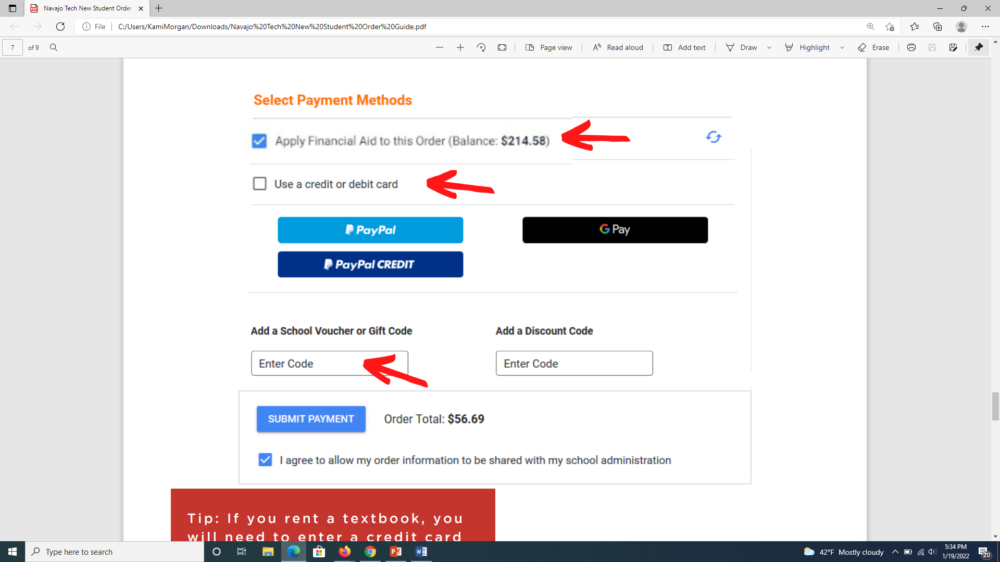 Navajo Tech New Student Order
File
C:/Users/KamiMorgan/Downloads/Navajo%20Tech%20New%20Student%20Order%20Guide.pdf
7 of 9
Page view
Read aloud
Add text
Draw
Highlight
Erase
Select Payment Methods
Apply Financial Aid to this Order (Balance: $214.58)
Use a credit or debit card
PayPal
G Pay
PayPal CREDIT
Add a School Voucher or Gift Code
Add a Discount Code
Enter Code
Enter Code
SUBMIT PAYMENT
Order Total: $56.69
I agree to allow my order information to be shared with my school administration
Tip: If you rent a textbook, you
will need to enter a credit card
Type here to search
42°F Mostly cloudy
5:34 PM
1/19/2022
20